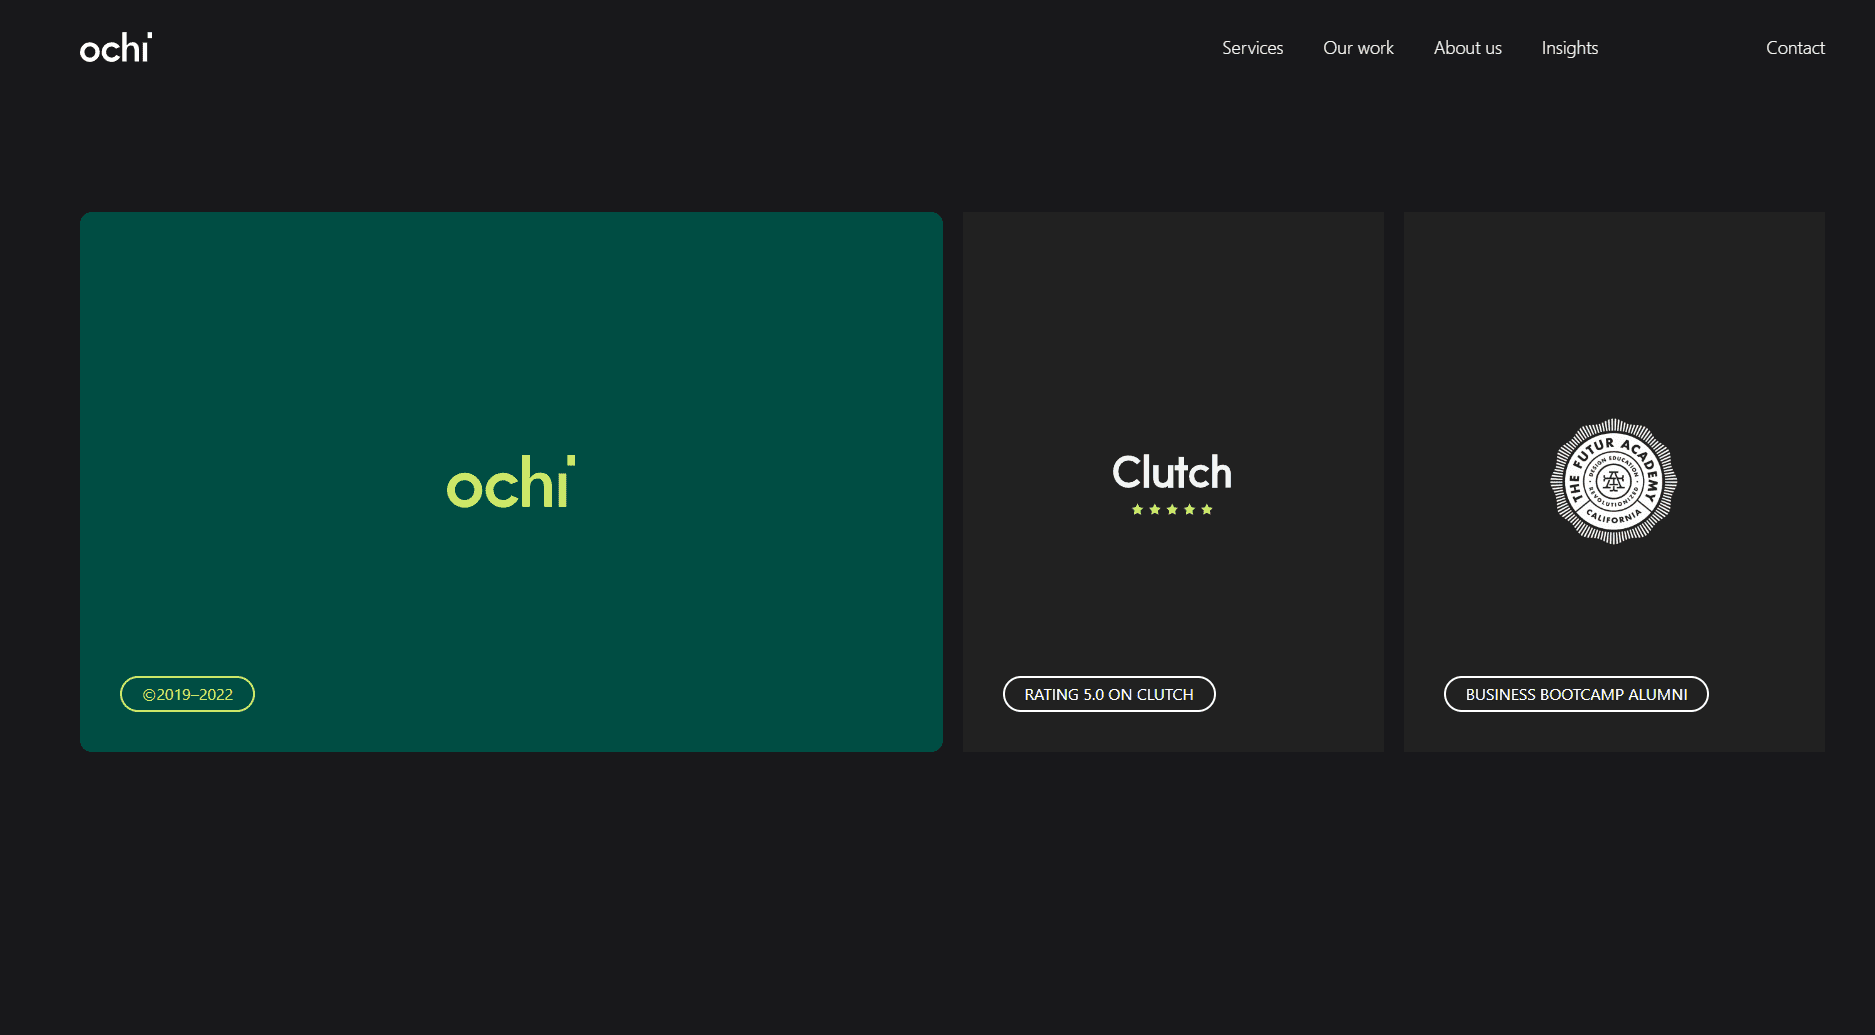 ochi
Services Our work About us Insights Contact
ochi
©2019–2022
Clutch
RATING 5.0 ON CLUTCH
THE FUTUR ACADEMY
DESIGN EDUCATION
REVOLUTIONIZED
CALIFORNIA
BUSINESS BOOTCAMP ALUMNI